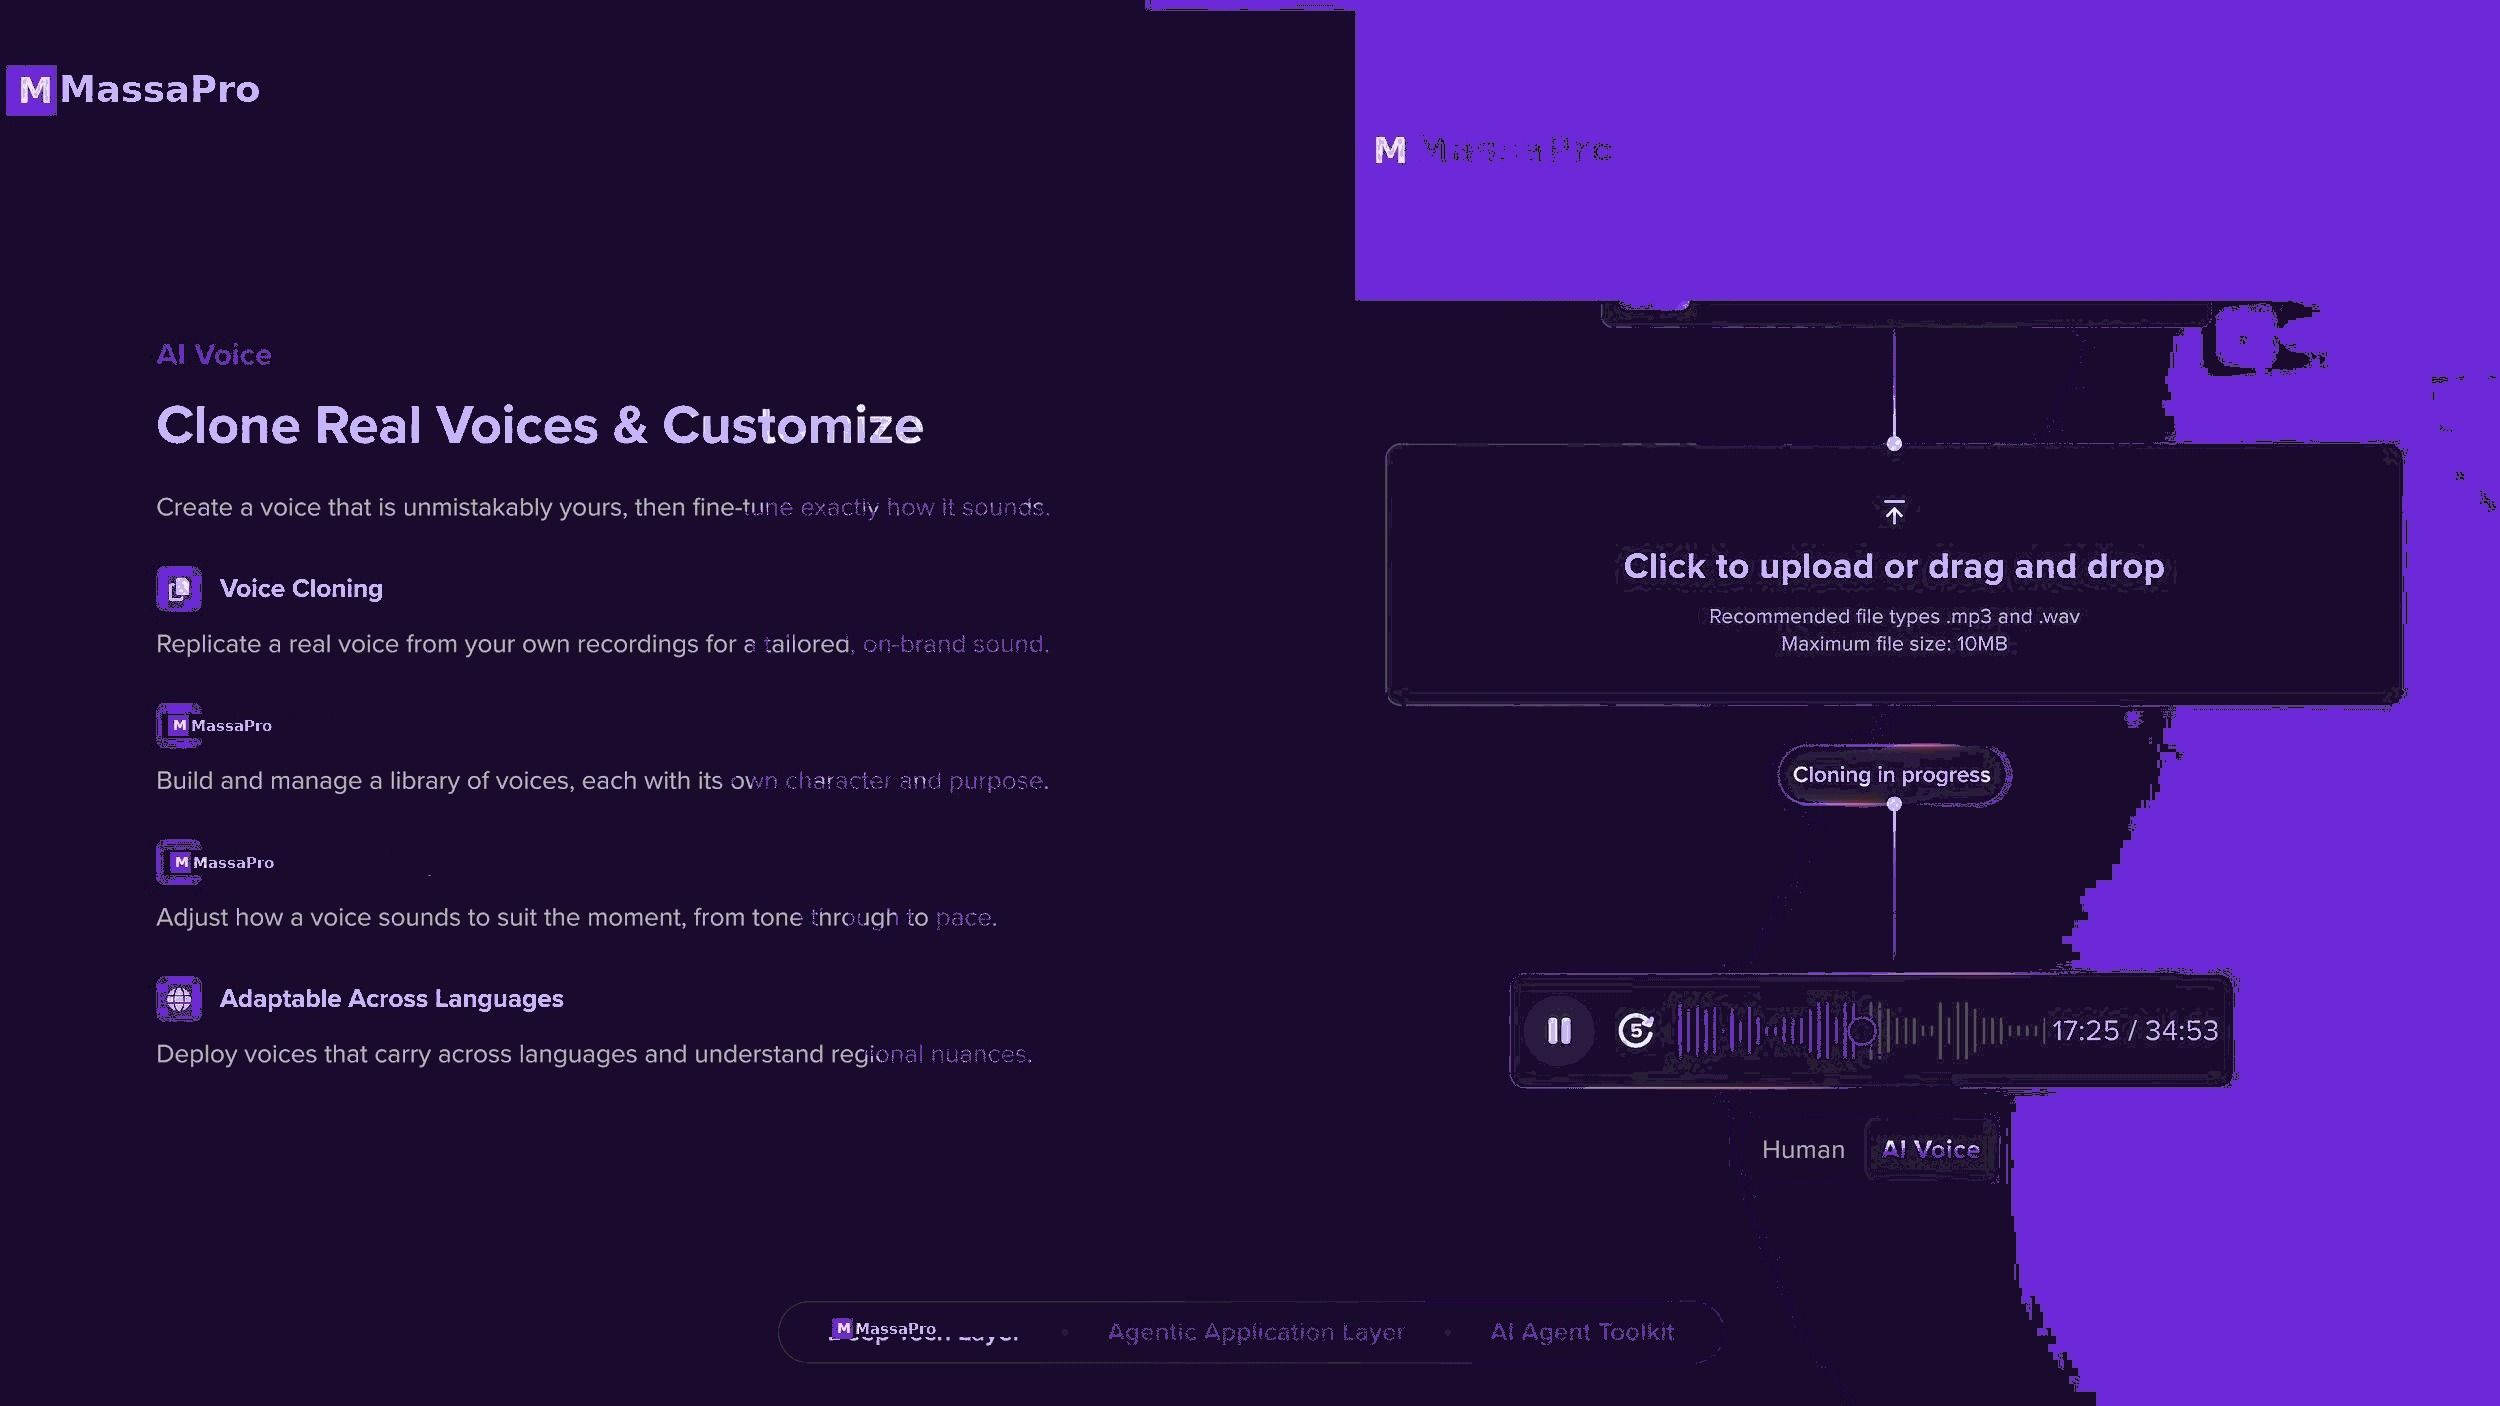 M MassaPro
M MassaPro
AI Voice
Clone Real Voices & Customize
Create a voice that is unmistakably yours, then fine-tune exactly how it sounds.
Voice Cloning
Replicate a real voice from your own recordings for a tailored, on-brand sound.
M MassaPro
Build and manage a library of voices, each with its own character and purpose.
M MassaPro
Adjust how a voice sounds to suit the moment, from tone through to pace.
Adaptable Across Languages
Deploy voices that carry across languages and understand regional nuances.
Click to upload or drag and drop
Recommended file types .mp3 and .wav
Maximum file size: 10MB
Cloning in progress
5
17:25 / 34:53
Human
AI Voice
M MassaPro
Agentic Application Layer
AI Agent Toolkit